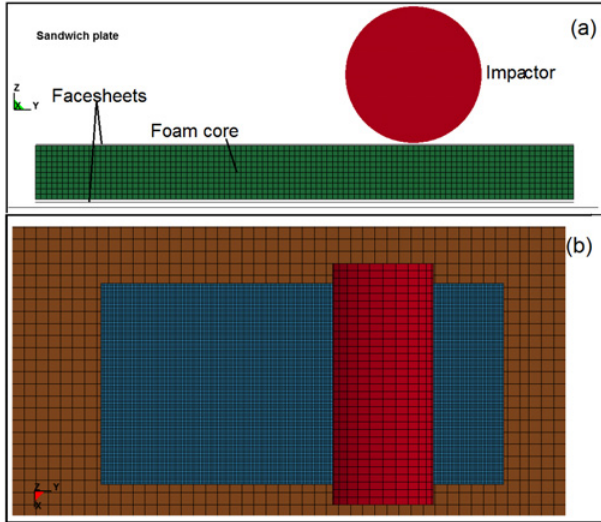 (a)
Sandwich plate
Impactor
Z
X Y
Facesheets
Foam core
(b)
Z Y
X